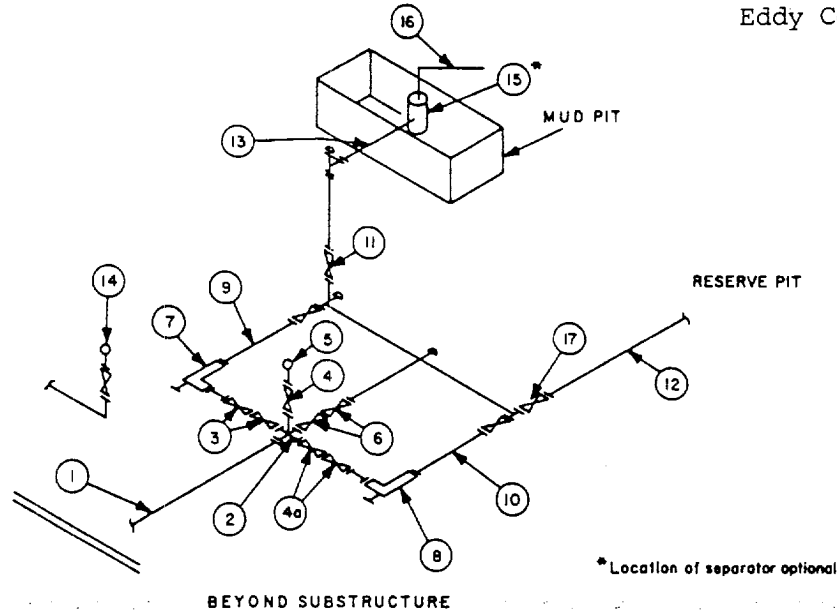 Eddy C
16
15 *
MUD PIT
13
11
RESERVE PIT
14
9
7
5
17
4
12
3
6
1
2
4a
10
8
* Location of separator optional
BEYOND SUBSTRUCTURE